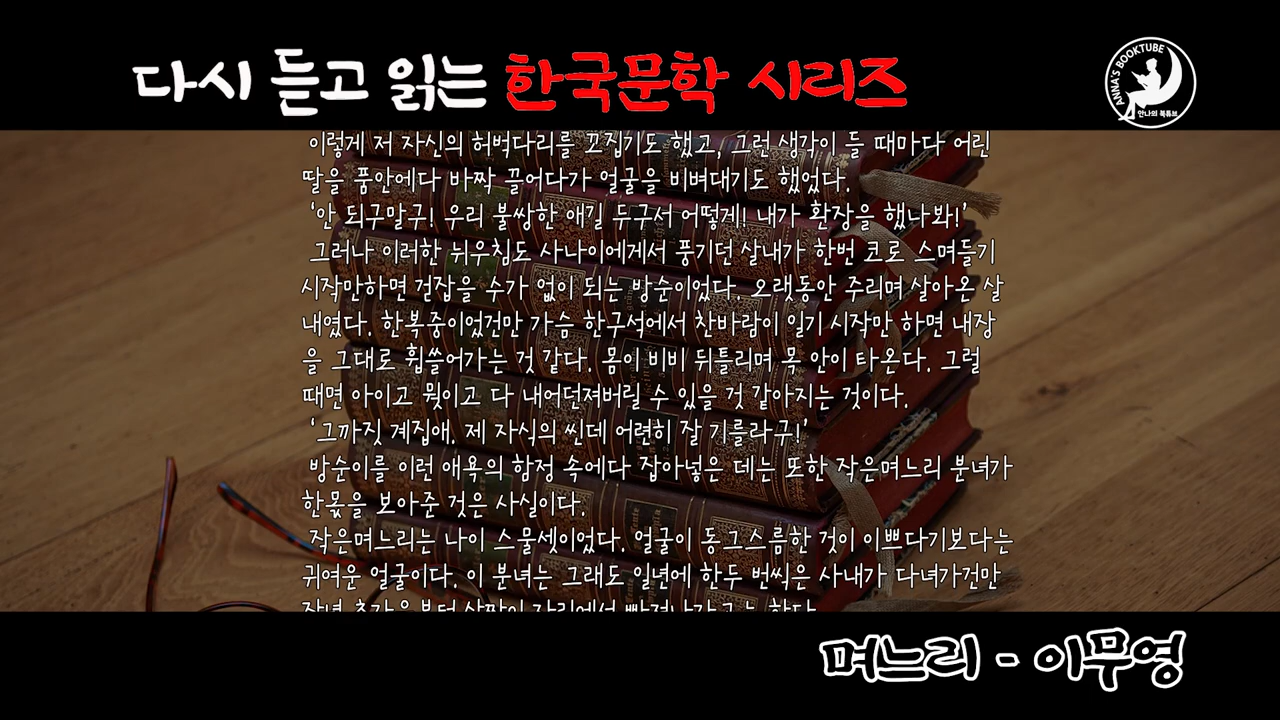 다시 듣고 읽는 한국문학 시리즈
ANNA'S BOOKTUBE
안나의 북튜브
이렇게 저 자신의 허벅다리를 꼬집기도 했고, 그런 생각이 들 때마다 어린
딸을 품안에다 바짝 끌어다가 얼굴을 비벼대기도 했었다.
‘안 되구말구! 우리 불쌍한 애길 두구서 어떻게! 내가 환장을 했나봐!’
그러나 이러한 뉘우침도 사나이에게서 풍기던 살내가 한번 코로 스며들기
시작만하면 걷잡을 수가 없이 되는 방순이었다. 오랫동안 주리며 살아온 살
내였다. 한복중이었건만 가슴 한구석에서 찬바람이 일기 시작만 하면 내장
을 그대로 휩쓸어가는 것 같다. 몸이 비비 뒤틀리며 목 안이 타온다. 그럴
때면 아이고 뭣이고 다 내어던져버릴 수 있을 것 같아지는 것이다.
‘그까짓 계집애. 제 자식의 씬데 어련히 잘 기를라구!’
방순이를 이런 애욕의 함정 속에다 잡아넣은 데는 또한 작은며느리 분녀가
한몫을 보아준 것은 사실이다.
작은며느리는 나이 스물셋이었다. 얼굴이 동그스름한 것이 이쁘다기보다는
귀여운 얼굴이다. 이 분녀는 그래도 일년에 한두 번씩은 사내가 다녀가건만
며느리 - 이무영